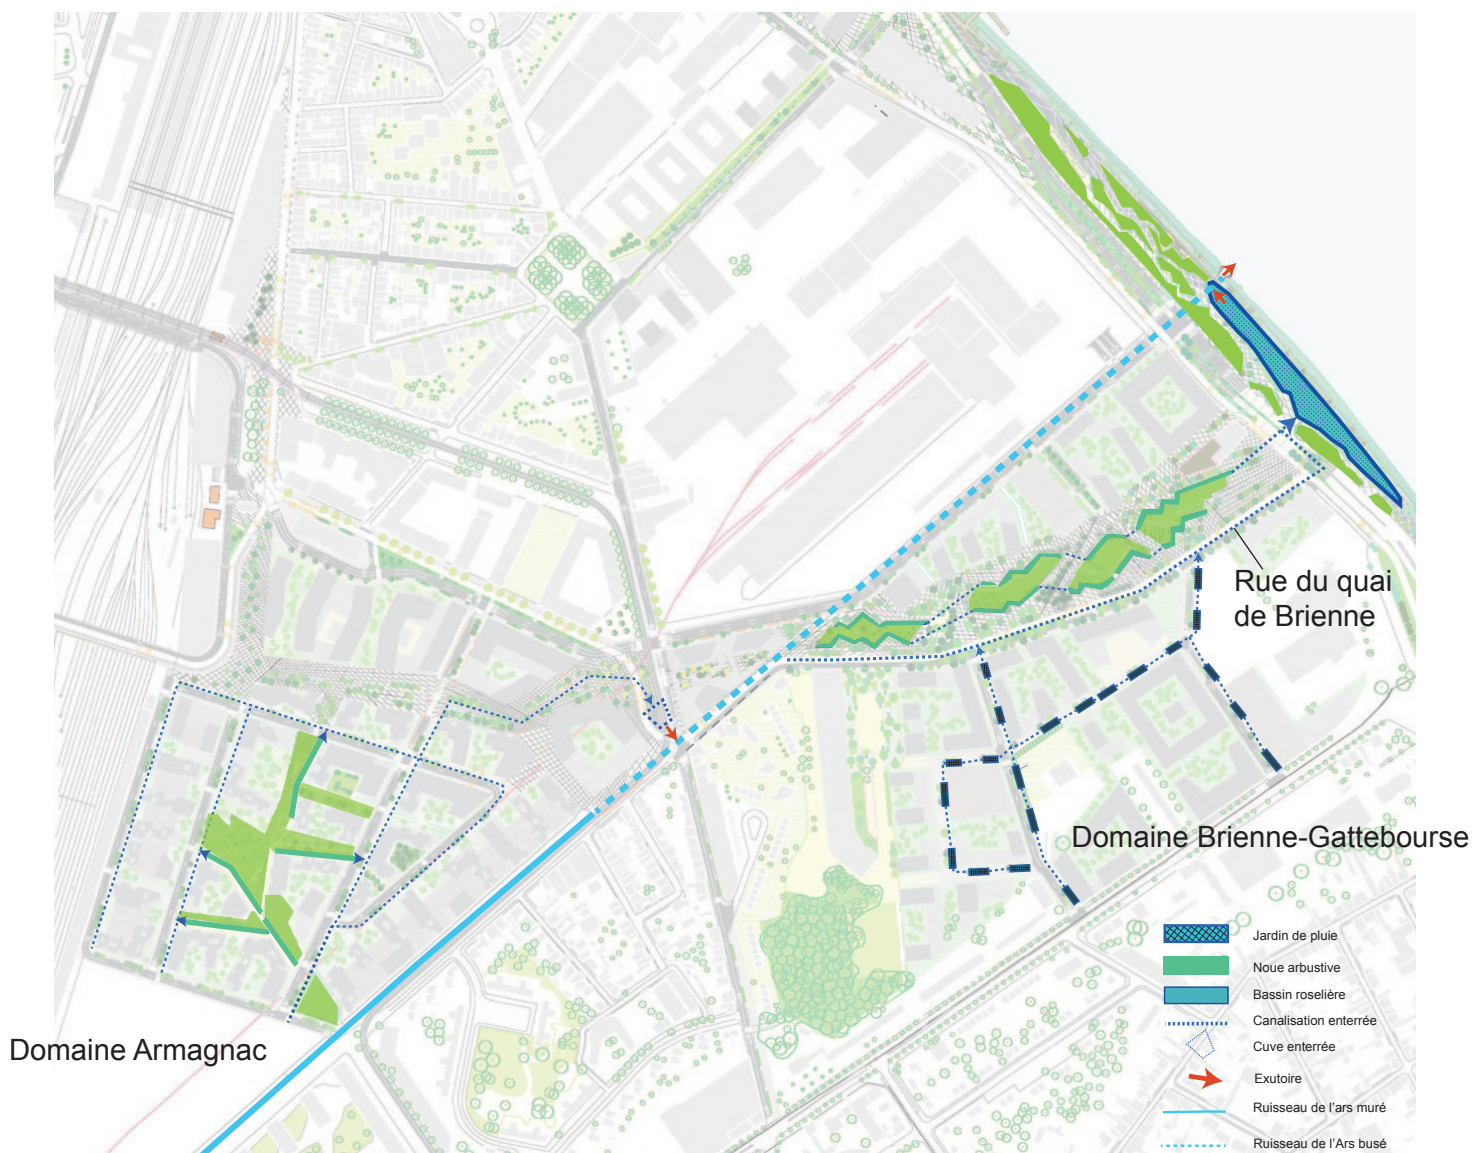 Rue du quai
de Brienne
Domaine Brienne-Gattebourse
Domaine Armagnac
Jardin de pluie
Noue arbustive
Bassin roselière
Canalisation enterrée
Cuve enterrée
Exutoire
Ruisseau de l'ars muré
Ruisseau de l'Ars busé